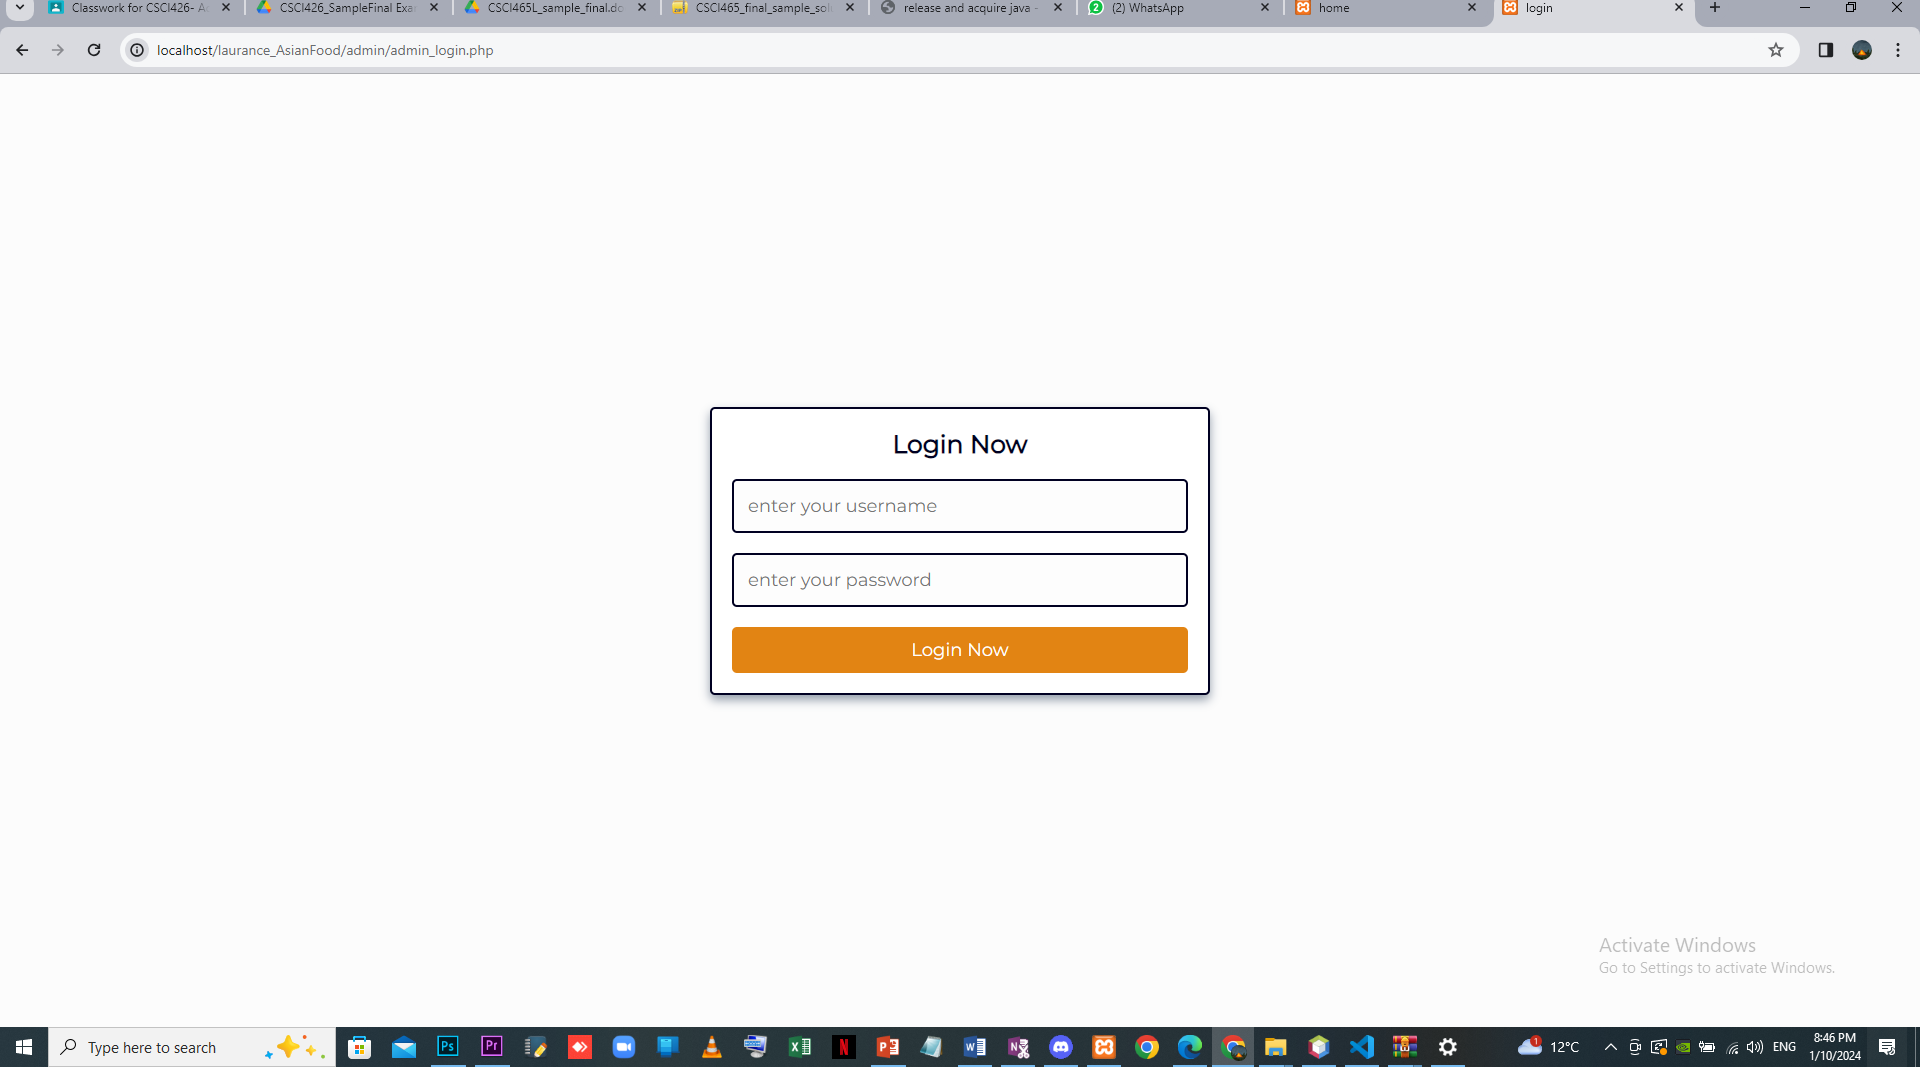 Classwork for CSCI426- A
CSCI426_SampleFinal Exa
CSCI465L_sample_final.do
CSCI465_final_sample_sol
release and acquire java -
(2) WhatsApp
home
login
localhost/laurance_AsianFood/admin/admin_login.php
Login Now
enter your username
enter your password
Login Now
Activate Windows
Go to Settings to activate Windows.
Type here to search
12°C
ENG
8:46 PM
1/10/2024